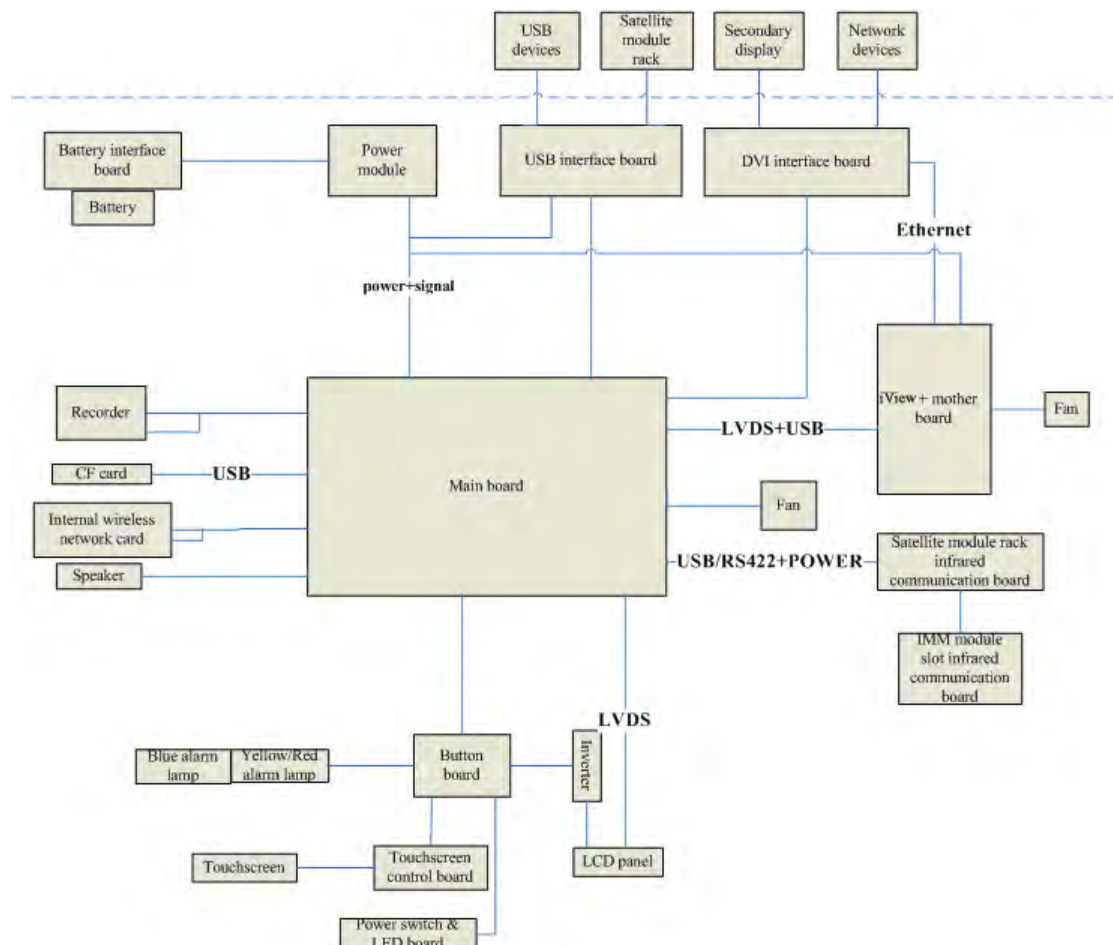 USB
devices
Satellite
module
rack
Secondary
display
Network
devices
Battery interface
board
Battery
Power
module
USB interface board
DVI interface board
Ethernet
power+signal
Recorder
CF card
USB
Internal wireless
network card
Speaker
Main board
LVDS+USB
iView+ mother
board
Fan
Fan
USB/RS422+POWER
Satellite module rack
infrared
communication board
IMM module
slot infrared
communication
board
LVDS
Blue alarm
lamp
Yellow/Red
alarm lamp
Button
board
Inverter
LCD panel
Touchscreen
Touchscreen
control board
Power switch &
LED board